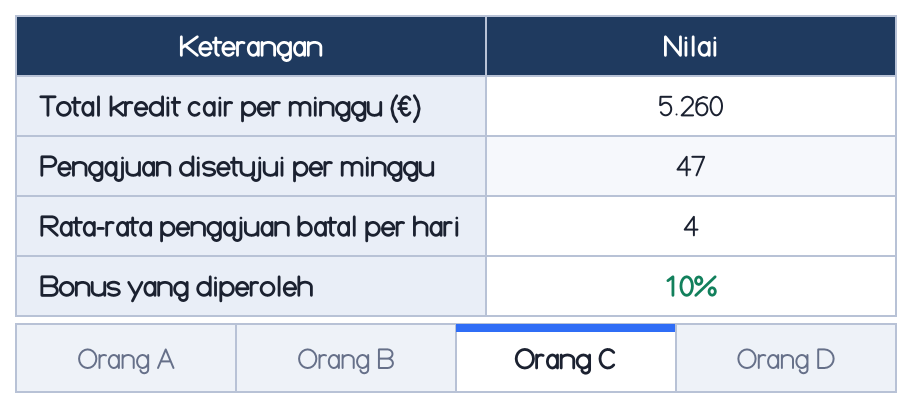 Keterangan Nilai
Total kredit cair per minggu (€) 5.260
Pengajuan disetujui per minggu 47
Rata-rata pengajuan batal per hari 4
Bonus yang diperoleh 10%
Orang A Orang B Orang C Orang D